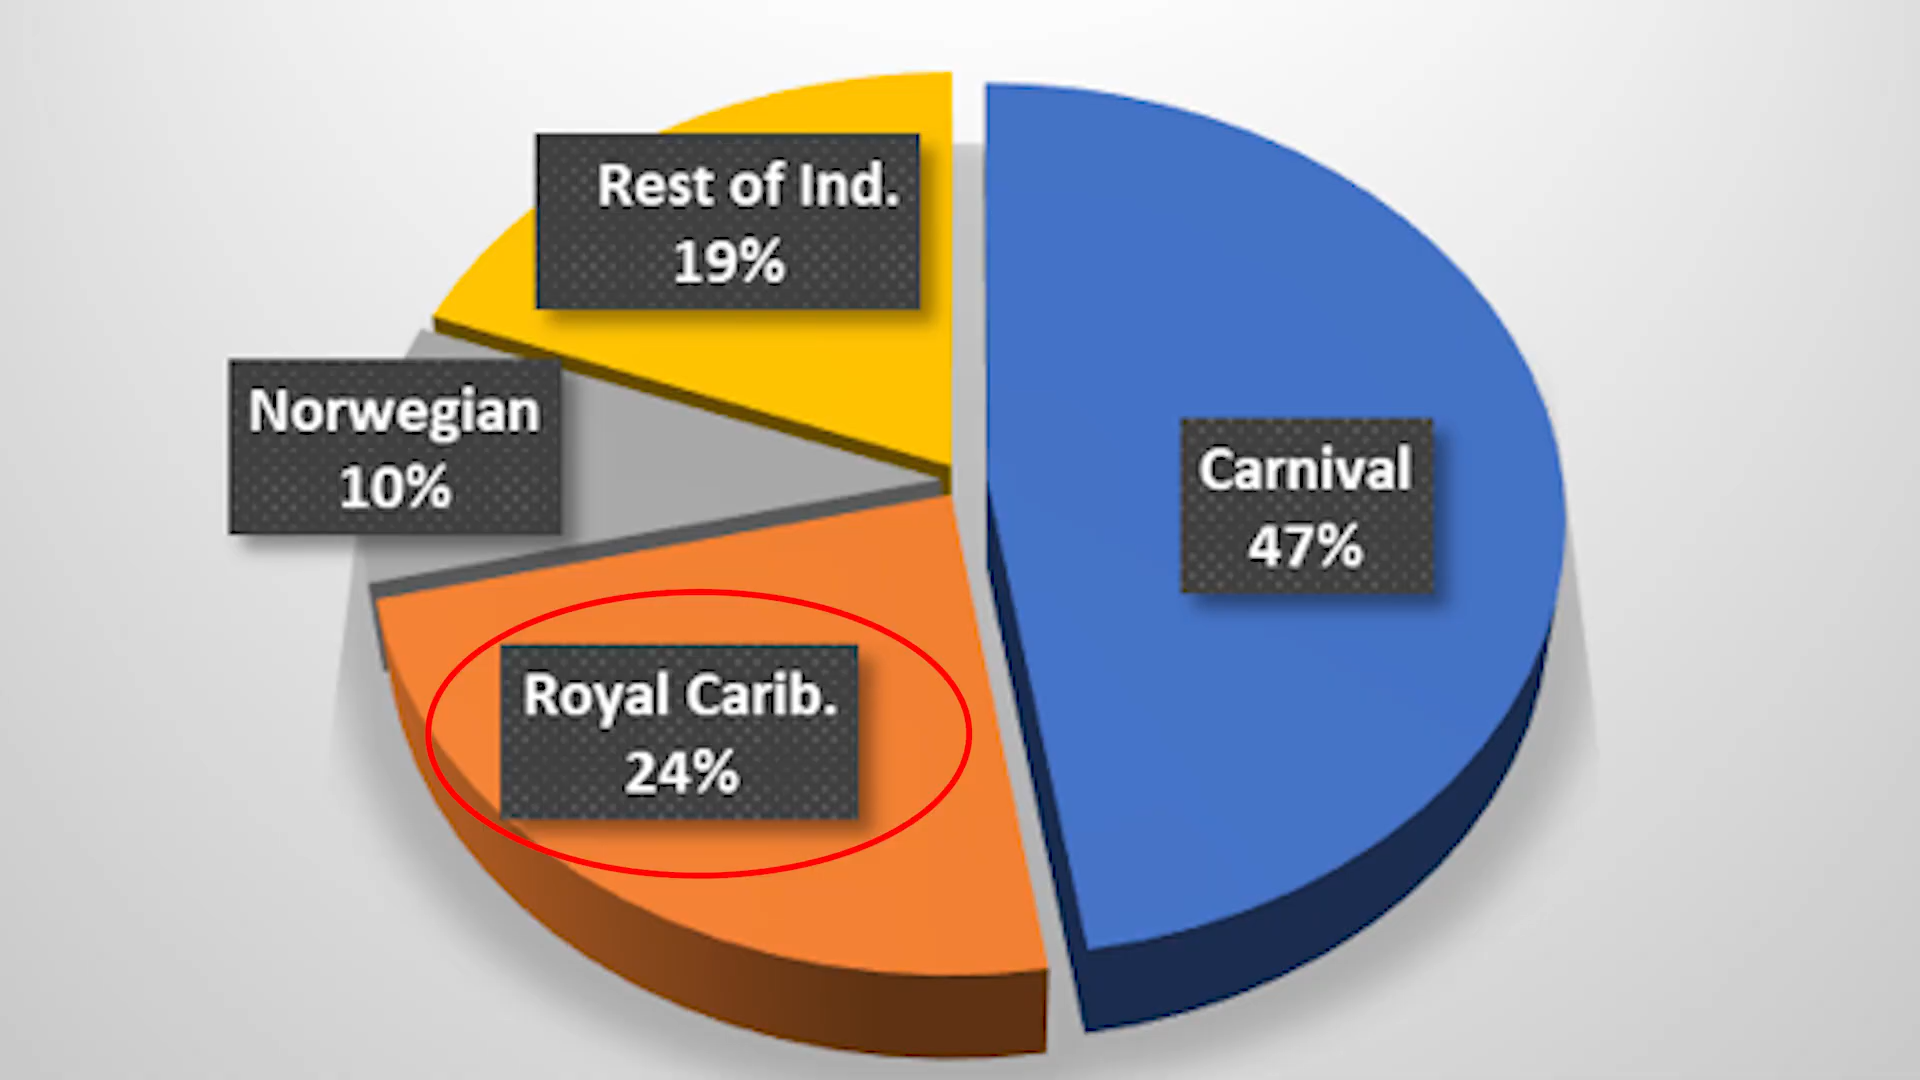 Rest of Ind.
19%
Norwegian
10%
Carnival
47%
Royal Carib.
24%